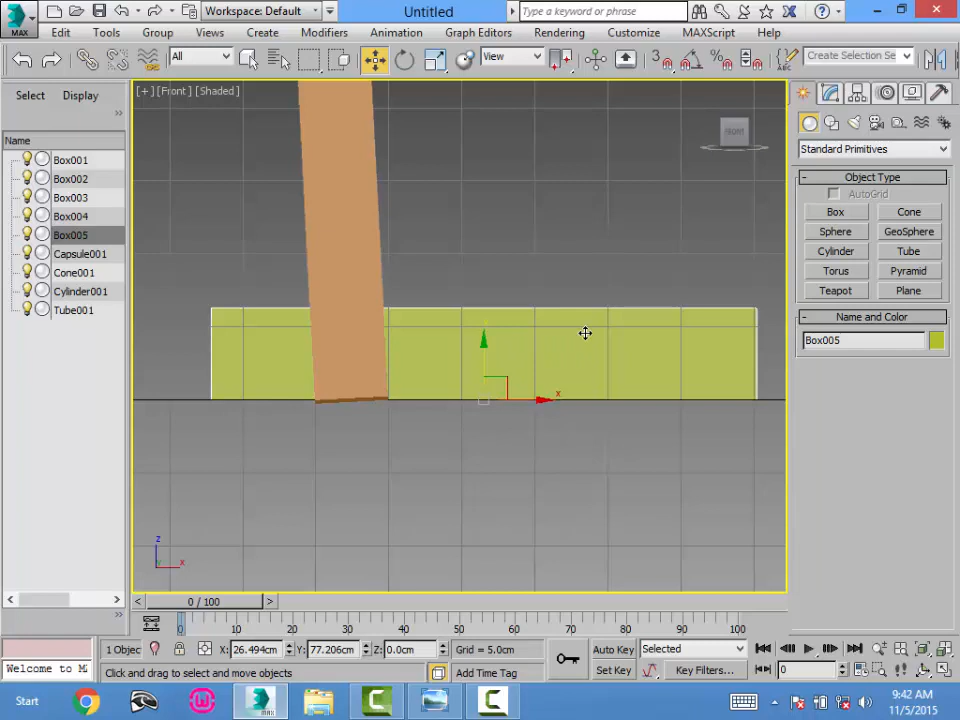 MAX
Workspace: Default
Untitled
Type a keyword or phrase
Edit Tools Group Views Create Modifiers Animation Graph Editors Rendering Customize MAXScript Help
All
View
3
Create Selection Se
Select Display
Name
Box001
Box002
Box003
Box004
Box005
Capsule001
Cone001
Cylinder001
Tube001
[+] [Front] [Shaded]
FRONT
x
z
x
Standard Primitives
- Object Type
AutoGrid
Box Cone
Sphere GeoSphere
Cylinder Tube
Torus Pyramid
Teapot Plane
- Name and Color
Box005
< 0 / 100 >
0 10 20 30 40 50 60 70 80 90 100
1 Object X: 26.494cm Y: 77.206cm Z: 0.0cm Grid = 5.0cm Auto Key Selected
Welcome to M
Click and drag to select and move objects Add Time Tag Set Key Key Filters... 0
Start
MAX
9:42 AM
11/5/2015